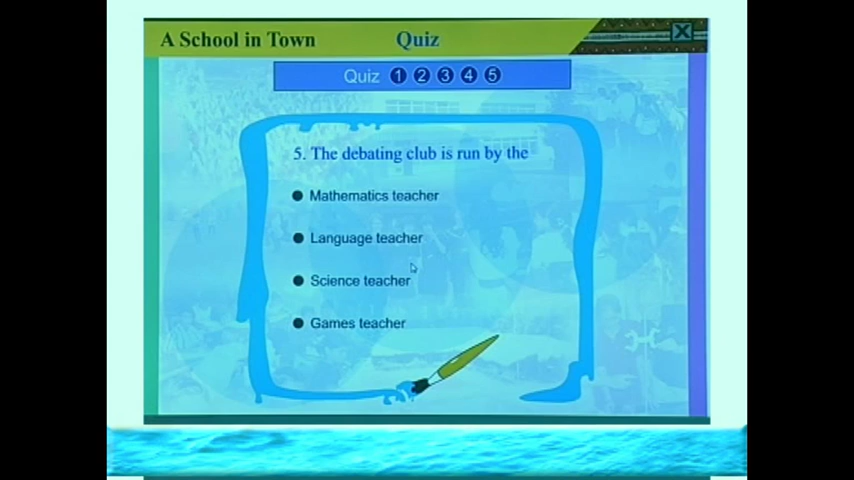 A School in Town
Quiz
X
Quiz 1 2 3 4 5
5. The debating club is run by the
Mathematics teacher
Language teacher
Science teacher
Games teacher